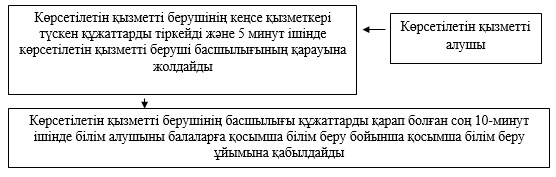 Көрсетілетін қызметті берушінің кеңсе қызметкері
түскен құжаттарды тіркейді және 5 минут ішінде
көрсетілетін қызметті беруші басшылығының қарауына
жолдайды
Көрсетілетін қызметті
алушы
Көрсетілетін қызметті берушінің басшылығы құжаттарды қарап болған соң 10-минут
ішінде білім алушыны балаларға қосымша білім беру бойынша қосымша білім беру
ұйымына қабылдайды